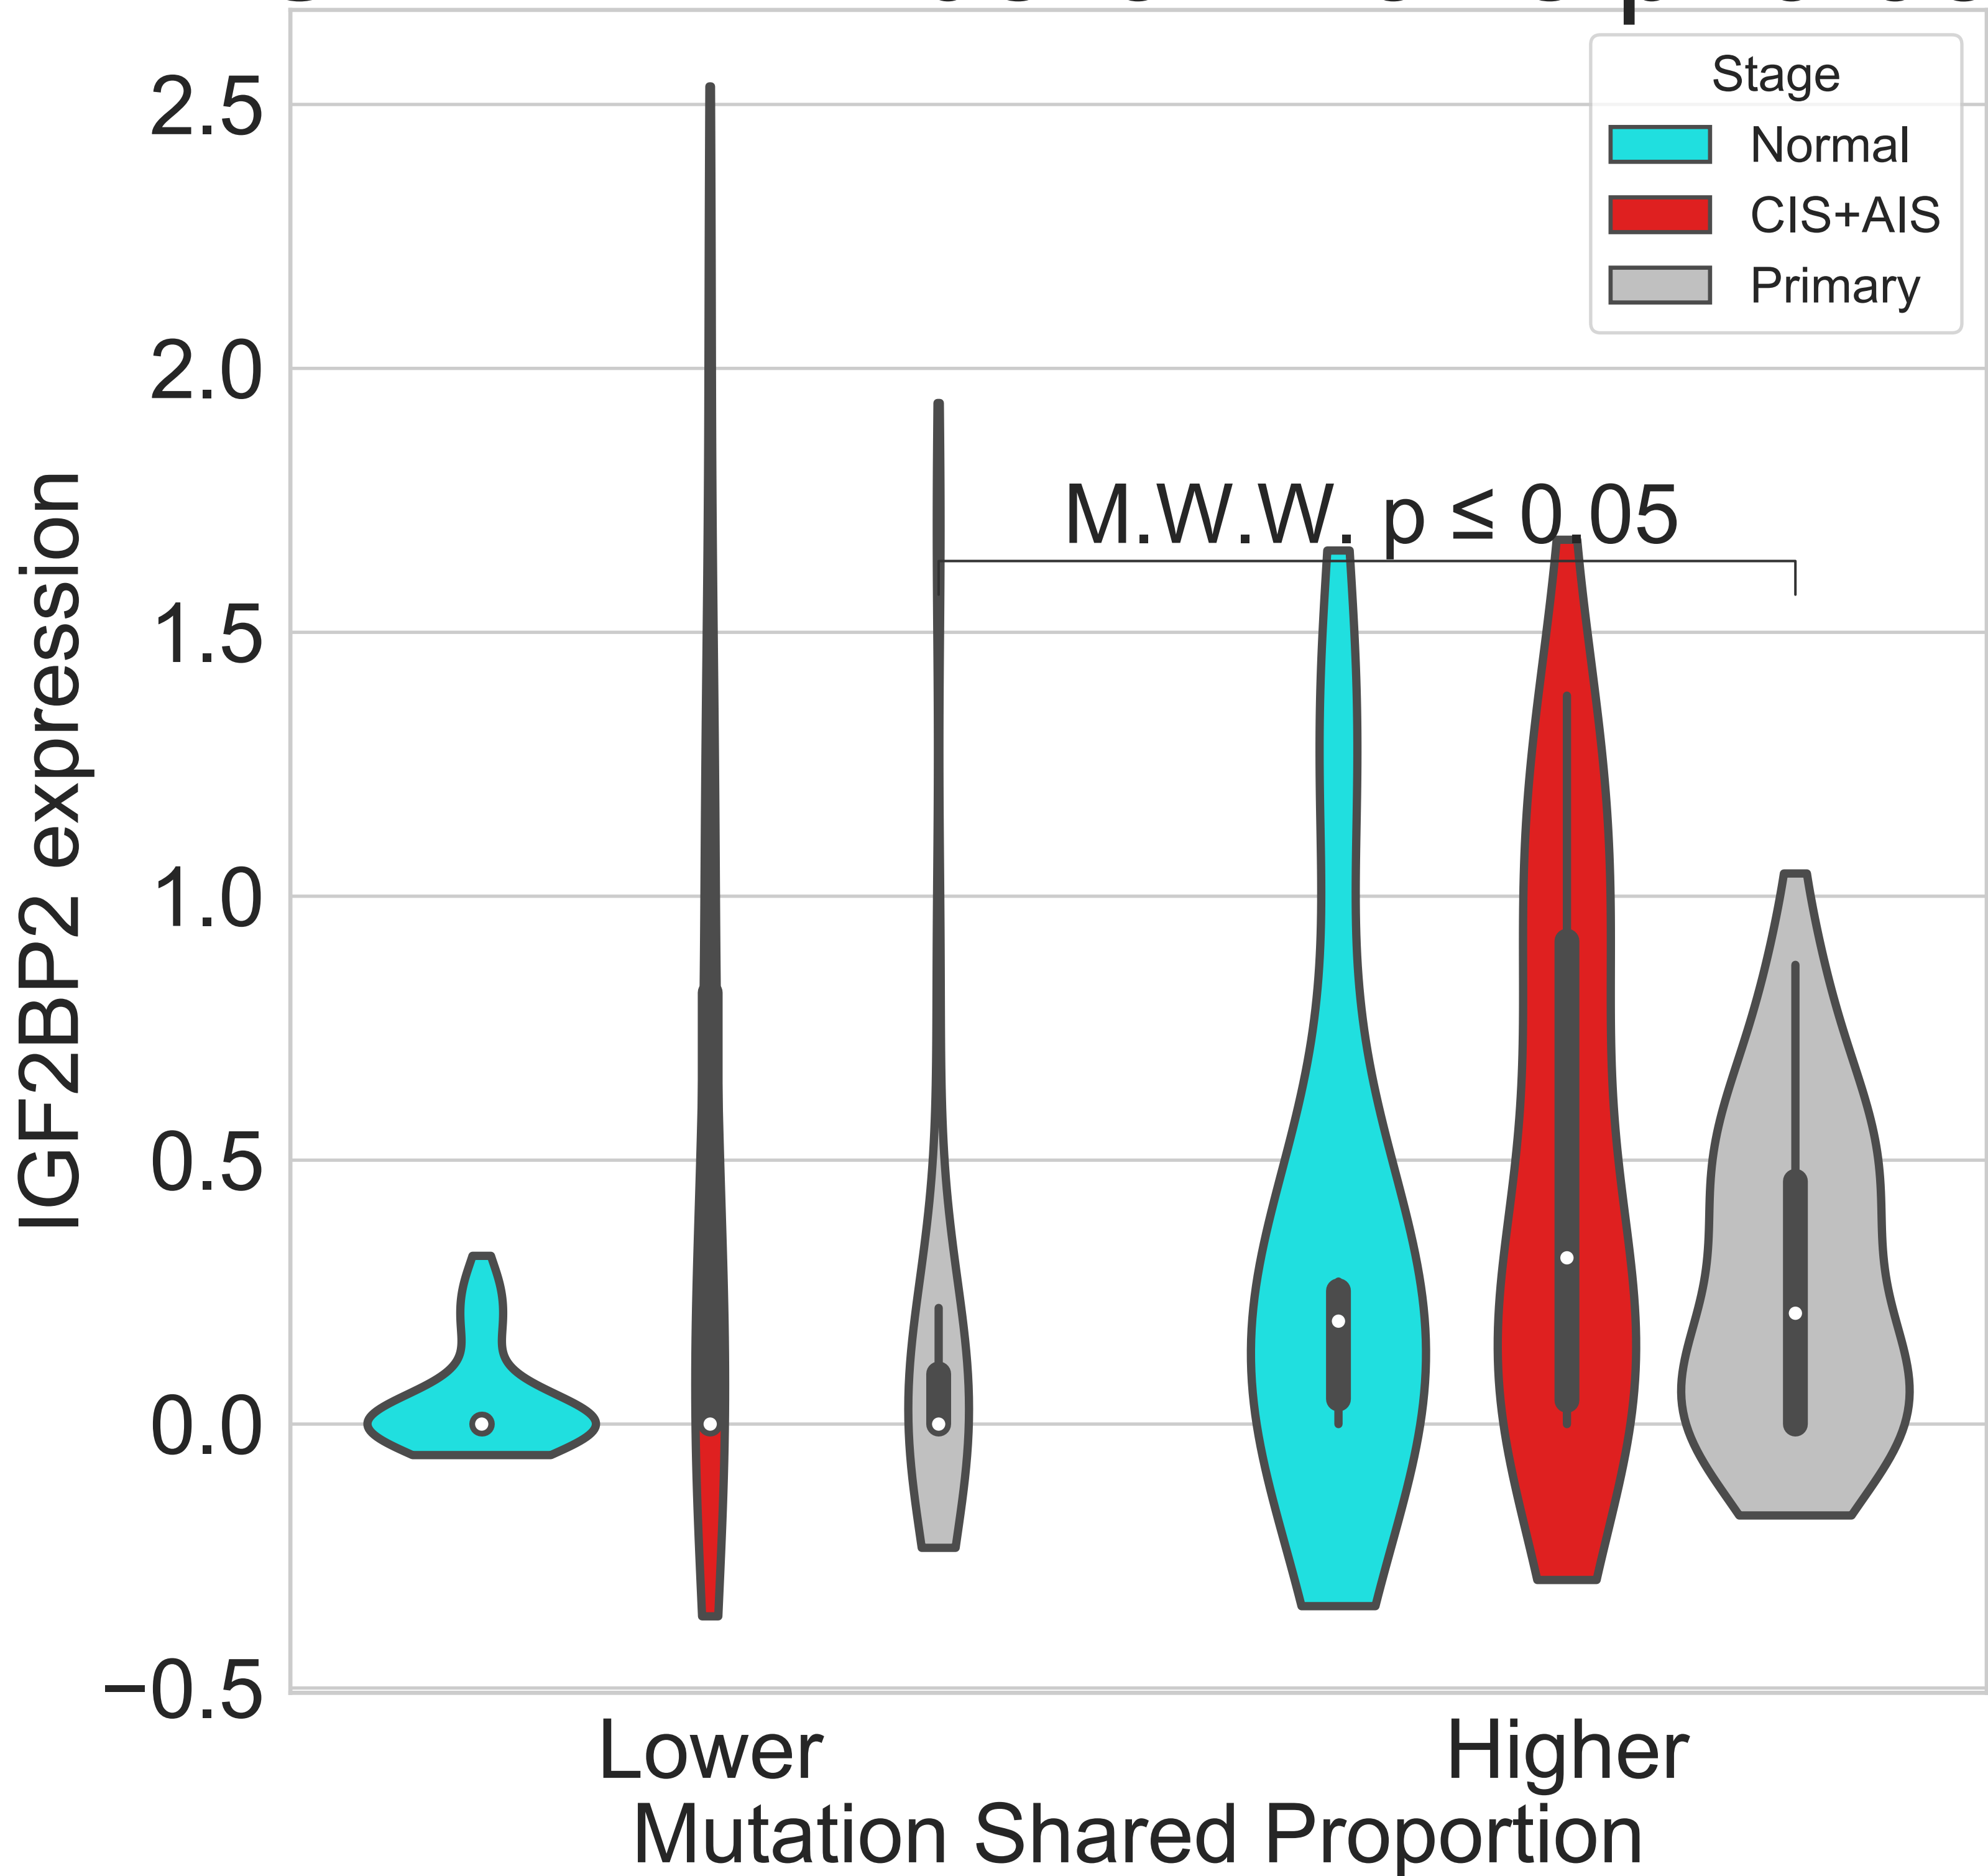 Stage
Normal
CIS+AIS
Primary
2.5
2.0
1.5
1.0
0.5
0.0
−0.5
IGF2BP2 expression
M.W.W. p ≤ 0.05
Lower
Higher
Mutation Shared Proportion